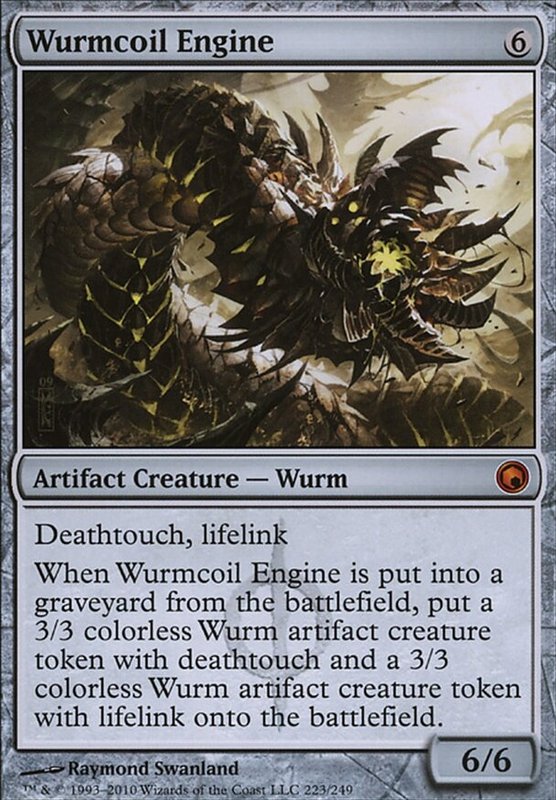 Wurmcoil Engine 6
09
Artifact Creature — Wurm
Deathtouch, lifelink
When Wurmcoil Engine is put into a
graveyard from the battlefield, put a
3/3 colorless Wurm artifact creature
token with deathtouch and a 3/3
colorless Wurm artifact creature token
with lifelink onto the battlefield.
6/6
Raymond Swanland
™ & © 1993–2010 Wizards of the Coast LLC 223/249